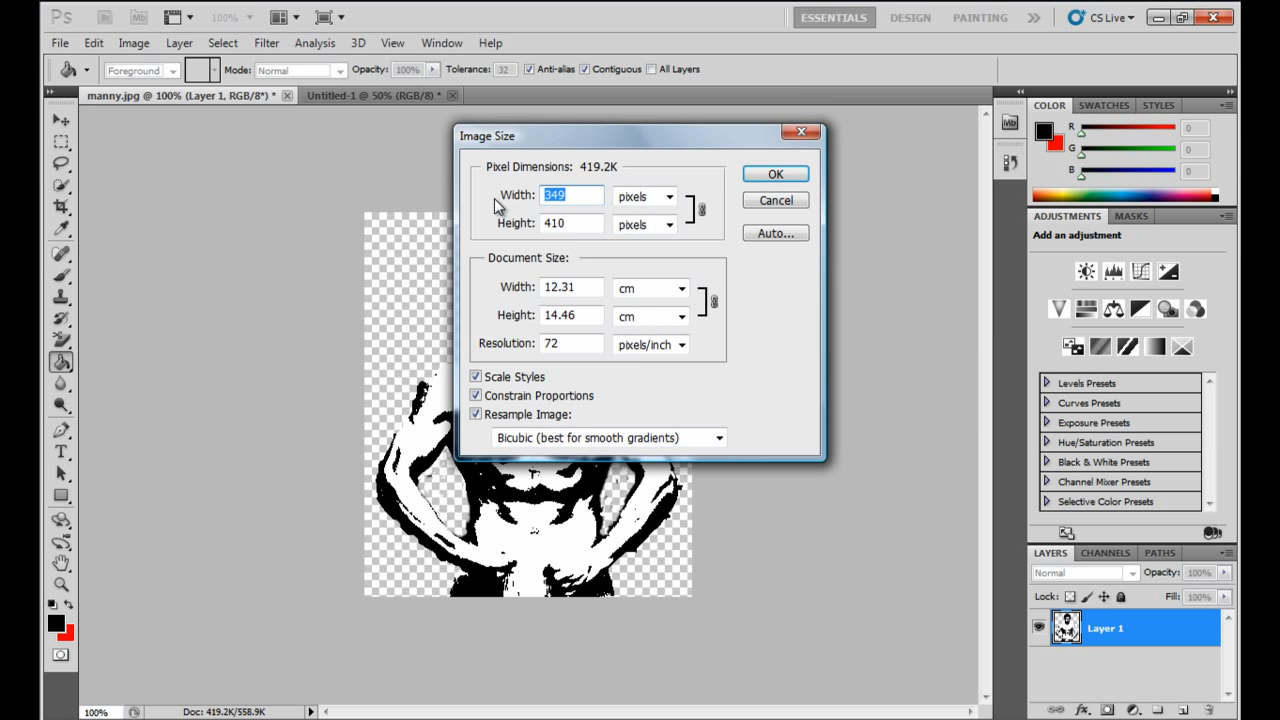 Ps Br Mb 100% ESSENTIALS DESIGN PAINTING CS Live
File Edit Image Layer Select Filter Analysis 3D View Window Help
Foreground Mode: Normal Opacity: 100% Tolerance: 32 Anti-alias Contiguous All Layers
manny.jpg @ 100% (Layer 1, RGB/8*) * Untitled-1 @ 50% (RGB/8) *
Image Size
Pixel Dimensions: 419.2K
Width: 349 pixels
Height: 410 pixels
OK
Cancel
Auto...
Document Size:
Width: 12.31 cm
Height: 14.46 cm
Resolution: 72 pixels/inch
Scale Styles
Constrain Proportions
Resample Image:
Bicubic (best for smooth gradients)
Mb
COLOR SWATCHES STYLES
R 0
G 0
B 0
ADJUSTMENTS MASKS
Add an adjustment
Levels Presets
Curves Presets
Exposure Presets
Hue/Saturation Presets
Black & White Presets
Channel Mixer Presets
Selective Color Presets
LAYERS CHANNELS PATHS
Normal Opacity: 100%
Lock: Fill: 100%
Layer 1
100% Doc: 419.2K/558.9K